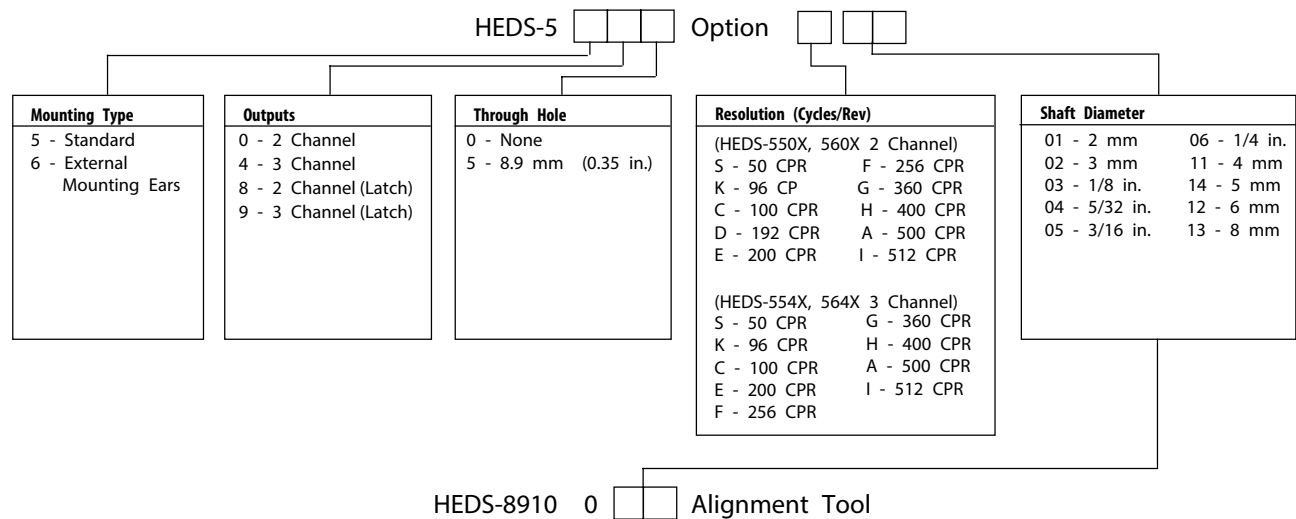 HEDS-5 Option
Mounting Type
5 - Standard
6 - External
Mounting Ears
Outputs
0 - 2 Channel
4 - 3 Channel
8 - 2 Channel (Latch)
9 - 3 Channel (Latch)
Through Hole
0 - None
5 - 8.9 mm (0.35 in.)
Resolution (Cycles/Rev)
(HEDS-550X, 560X 2 Channel)
S - 50 CPR F - 256 CPR
K - 96 CP G - 360 CPR
C - 100 CPR H - 400 CPR
D - 192 CPR A - 500 CPR
E - 200 CPR I - 512 CPR
(HEDS-554X, 564X 3 Channel)
S - 50 CPR G - 360 CPR
K - 96 CPR H - 400 CPR
C - 100 CPR A - 500 CPR
E - 200 CPR I - 512 CPR
F - 256 CPR
Shaft Diameter
01 - 2 mm 06 - 1/4 in.
02 - 3 mm 11 - 4 mm
03 - 1/8 in. 14 - 5 mm
04 - 5/32 in. 12 - 6 mm
05 - 3/16 in. 13 - 8 mm
HEDS-8910 0 Alignment Tool